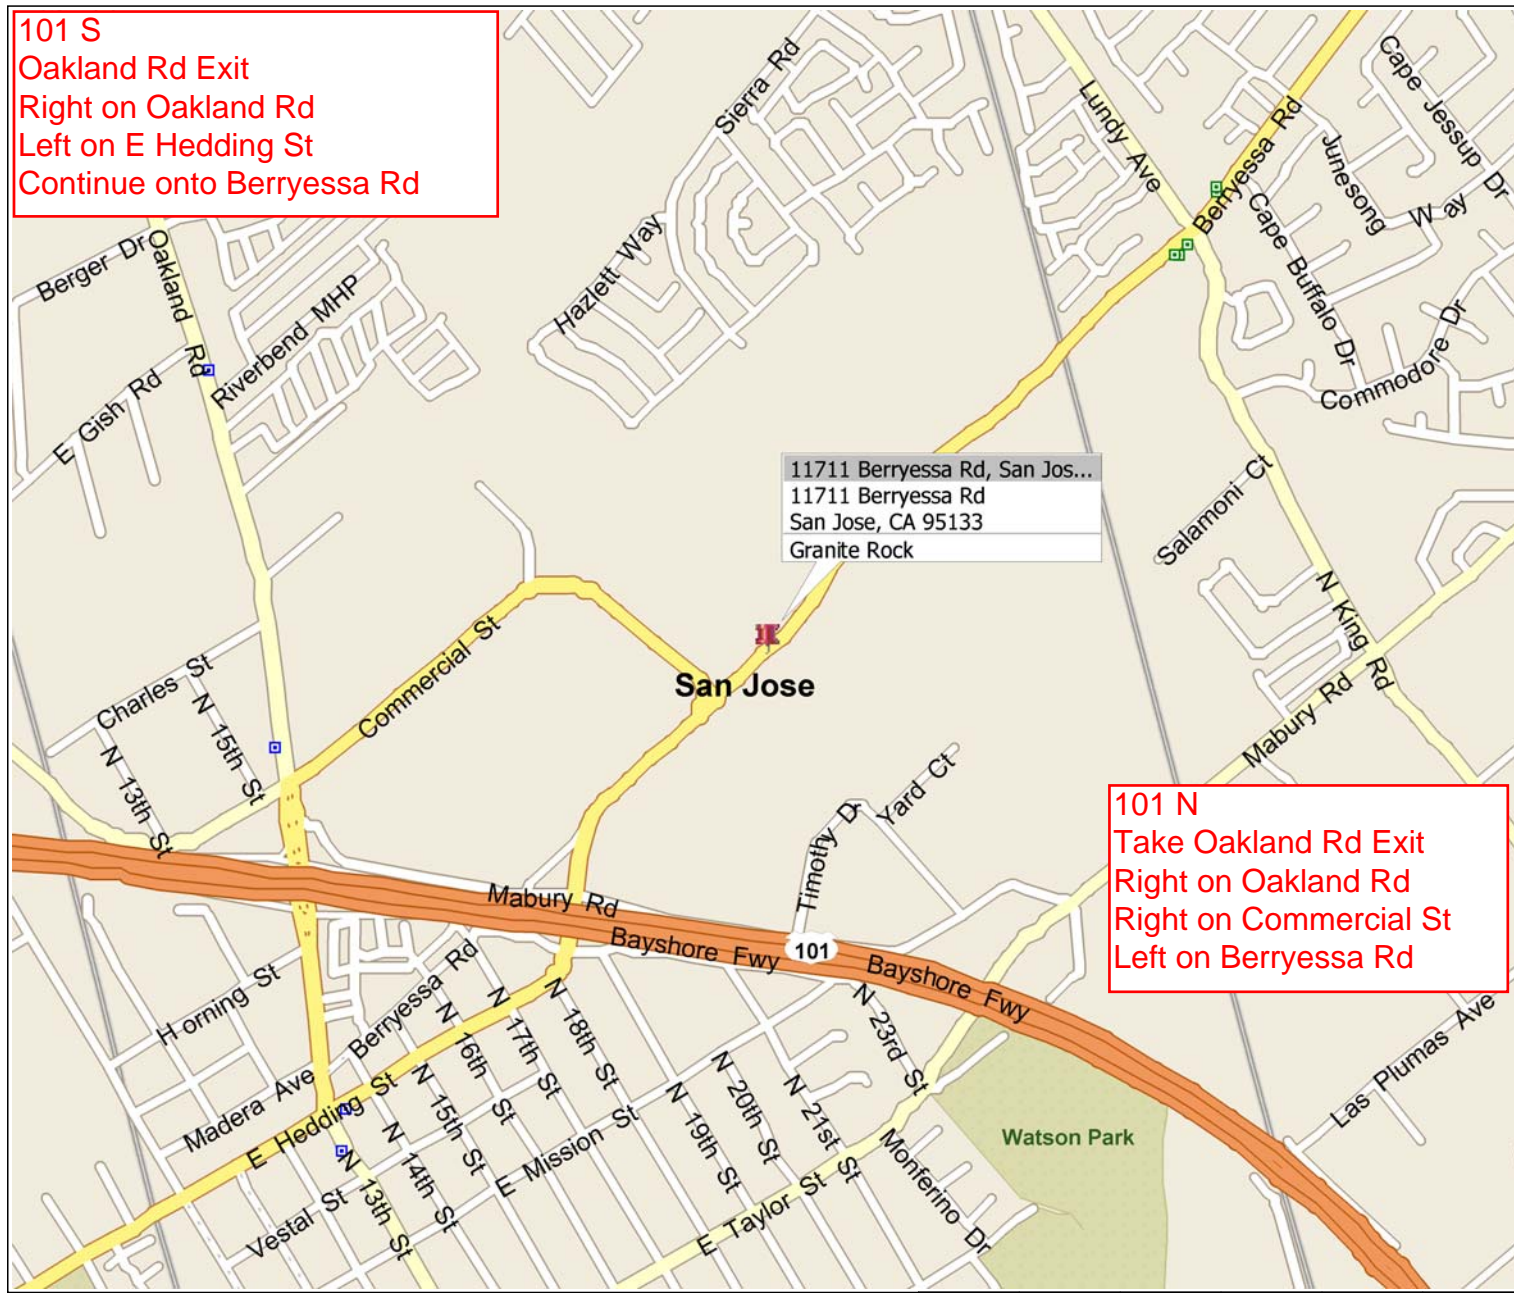 101 S
Oakland Rd Exit
Right on Oakland Rd
Left on E Hedding St
Continue onto Berryessa Rd
Sierra Rd
Lundy Ave
Berryessa Rd
Cape Jessup Dr
Junesong Way
Cape Buffalo Dr
Commodore Dr
Hazlett Way
Berger Dr
Oakland Rd
Riverbend MHP
E Gish Rd
11711 Berryessa Rd, San Jos...
11711 Berryessa Rd
San Jose, CA 95133
Granite Rock
Salamoni Ct
N King Rd
Mabury Rd
Commercial St
San Jose
Charles St
N 15th St
N 13th St
Yard Ct
Timothy Dr
101 N
Take Oakland Rd Exit
Right on Oakland Rd
Right on Commercial St
Left on Berryessa Rd
Mabury Rd
Bayshore Fwy
101
Bayshore Fwy
Horning St
Berryessa Rd
Madera Ave
E Hedding St
N 16th St
N 17th St
N 18th St
N 23rd St
Las Plumas Ave
N 15th St
N 14th St
N 13th St
Vestal St
E Mission St
N 19th St
N 20th St
N 21st St
E Taylor St
Monferino Dr
Watson Park